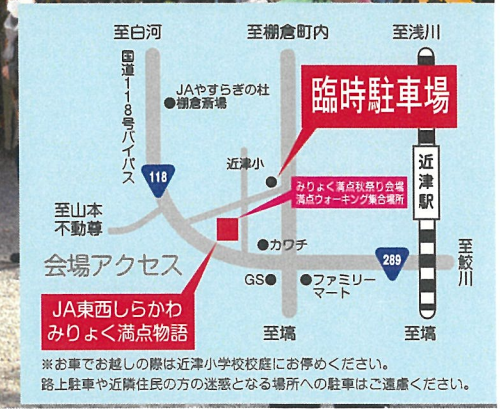 至白河
至棚倉町内
至浅川
国道118号バイパス
JAやすらぎの杜
棚倉斎場
臨時駐車場
118
近津小
みりょく満点秋祭り会場
満点ウォーキング集合場所
近津駅
至山本
不動尊
会場アクセス
カワチ
289
至鮫川
GS
ファミリー
マート
JA東西しらかわ
みりょく満点物語
至塙
至塙
※お車でお越しの際は近津小学校校庭にお停めください。
路上駐車や近隣住民の方の迷惑となる場所への駐車はご遠慮ください。